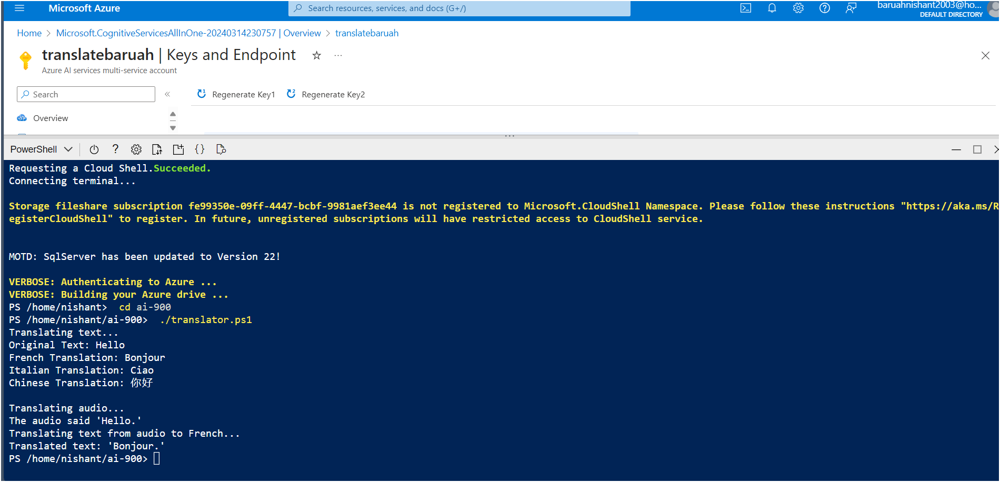 Microsoft Azure
Search resources, services, and docs (G+/)
baruahnishant2003@ho...
DEFAULT DIRECTORY
Home > Microsoft.CognitiveServicesAllInOne-20240314230757 | Overview > translatebaruah
translatebaruah | Keys and Endpoint ...
Azure AI services multi-service account
Search
«
Regenerate Key1
Regenerate Key2
Overview
PowerShell
Requesting a Cloud Shell.Succeeded.
Connecting terminal...
Storage fileshare subscription fe99350e-09ff-4447-bcbf-9981aef3ee44 is not registered to Microsoft.CloudShell Namespace. Please follow these instructions "https://aka.ms/R
egisterCloudShell" to register. In future, unregistered subscriptions will have restricted access to CloudShell service.
MOTD: SqlServer has been updated to Version 22!
VERBOSE: Authenticating to Azure ...
VERBOSE: Building your Azure drive ...
PS /home/nishant> cd ai-900
PS /home/nishant/ai-900> ./translator.ps1
Translating text...
Original Text: Hello
French Translation: Bonjour
Italian Translation: Ciao
Chinese Translation: 你好
Translating audio...
The audio said 'Hello.'
Translating text from audio to French...
Translated text: 'Bonjour.'
PS /home/nishant/ai-900>